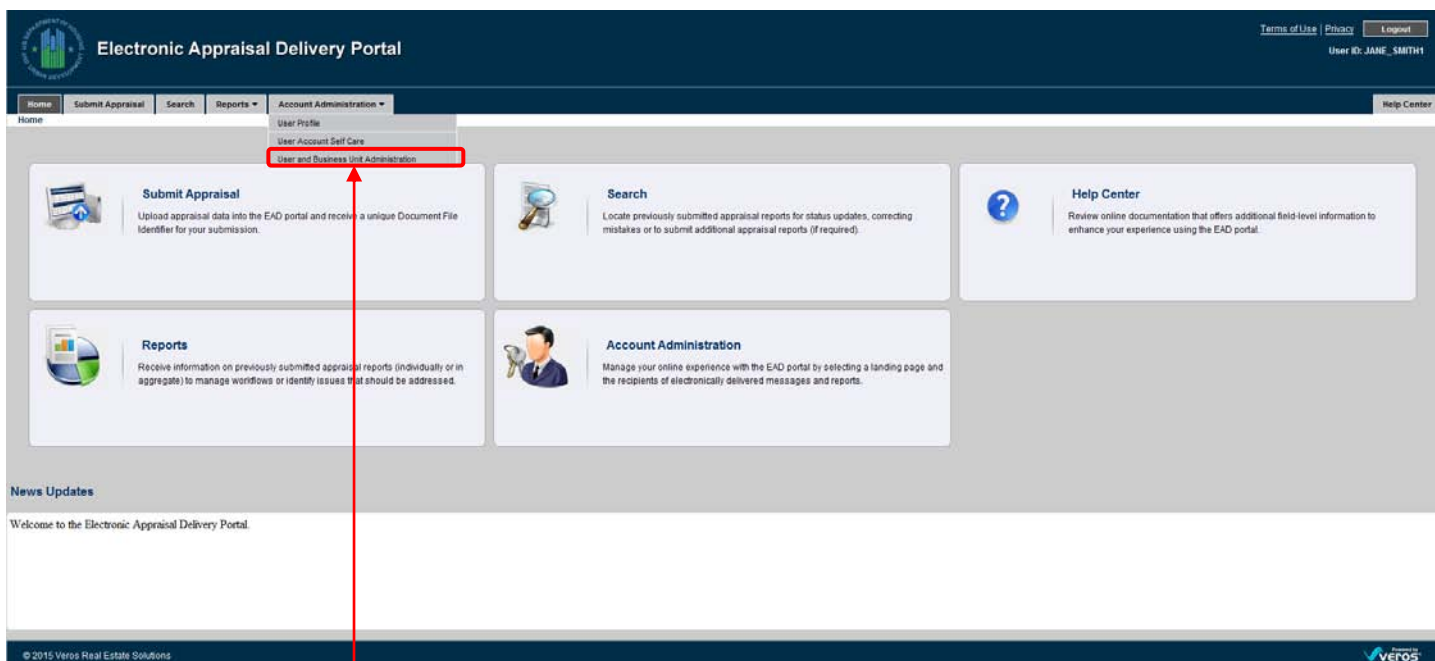 Terms of Use | Privacy Logout
Electronic Appraisal Delivery Portal
User ID: JANE_SMITH1
Home Submit Appraisal Search Reports Account Administration Help Center
Home
User Profile
User Account Self Care
User and Business Unit Administration
Submit Appraisal
Upload appraisal data into the EAD portal and receive a unique Document File
Identifier for your submission.
Search
Locate previously submitted appraisal reports for status updates, correcting
mistakes or to submit additional appraisal reports (if required).
Help Center
Review online documentation that offers additional field-level information to
enhance your experience using the EAD portal.
Reports
Receive information on previously submitted appraisal reports (individually or in
aggregate) to manage workflows or identify issues that should be addressed.
Account Administration
Manage your online experience with the EAD portal by selecting a landing page and
the recipients of electronically delivered messages and reports.
News Updates
Welcome to the Electronic Appraisal Delivery Portal.
© 2015 Veros Real Estate Solutions
Powered by
veros